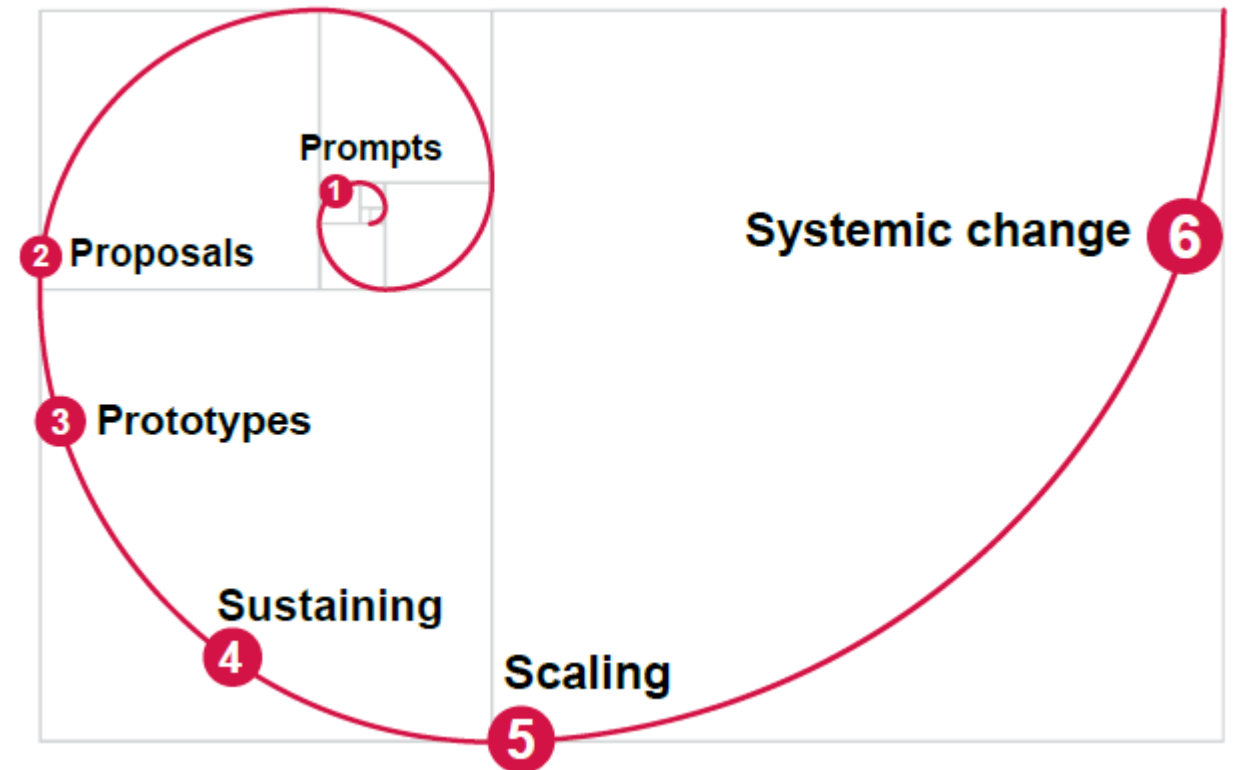 1 Prompts
2 Proposals
3 Prototypes
4 Sustaining
5 Scaling
6 Systemic change